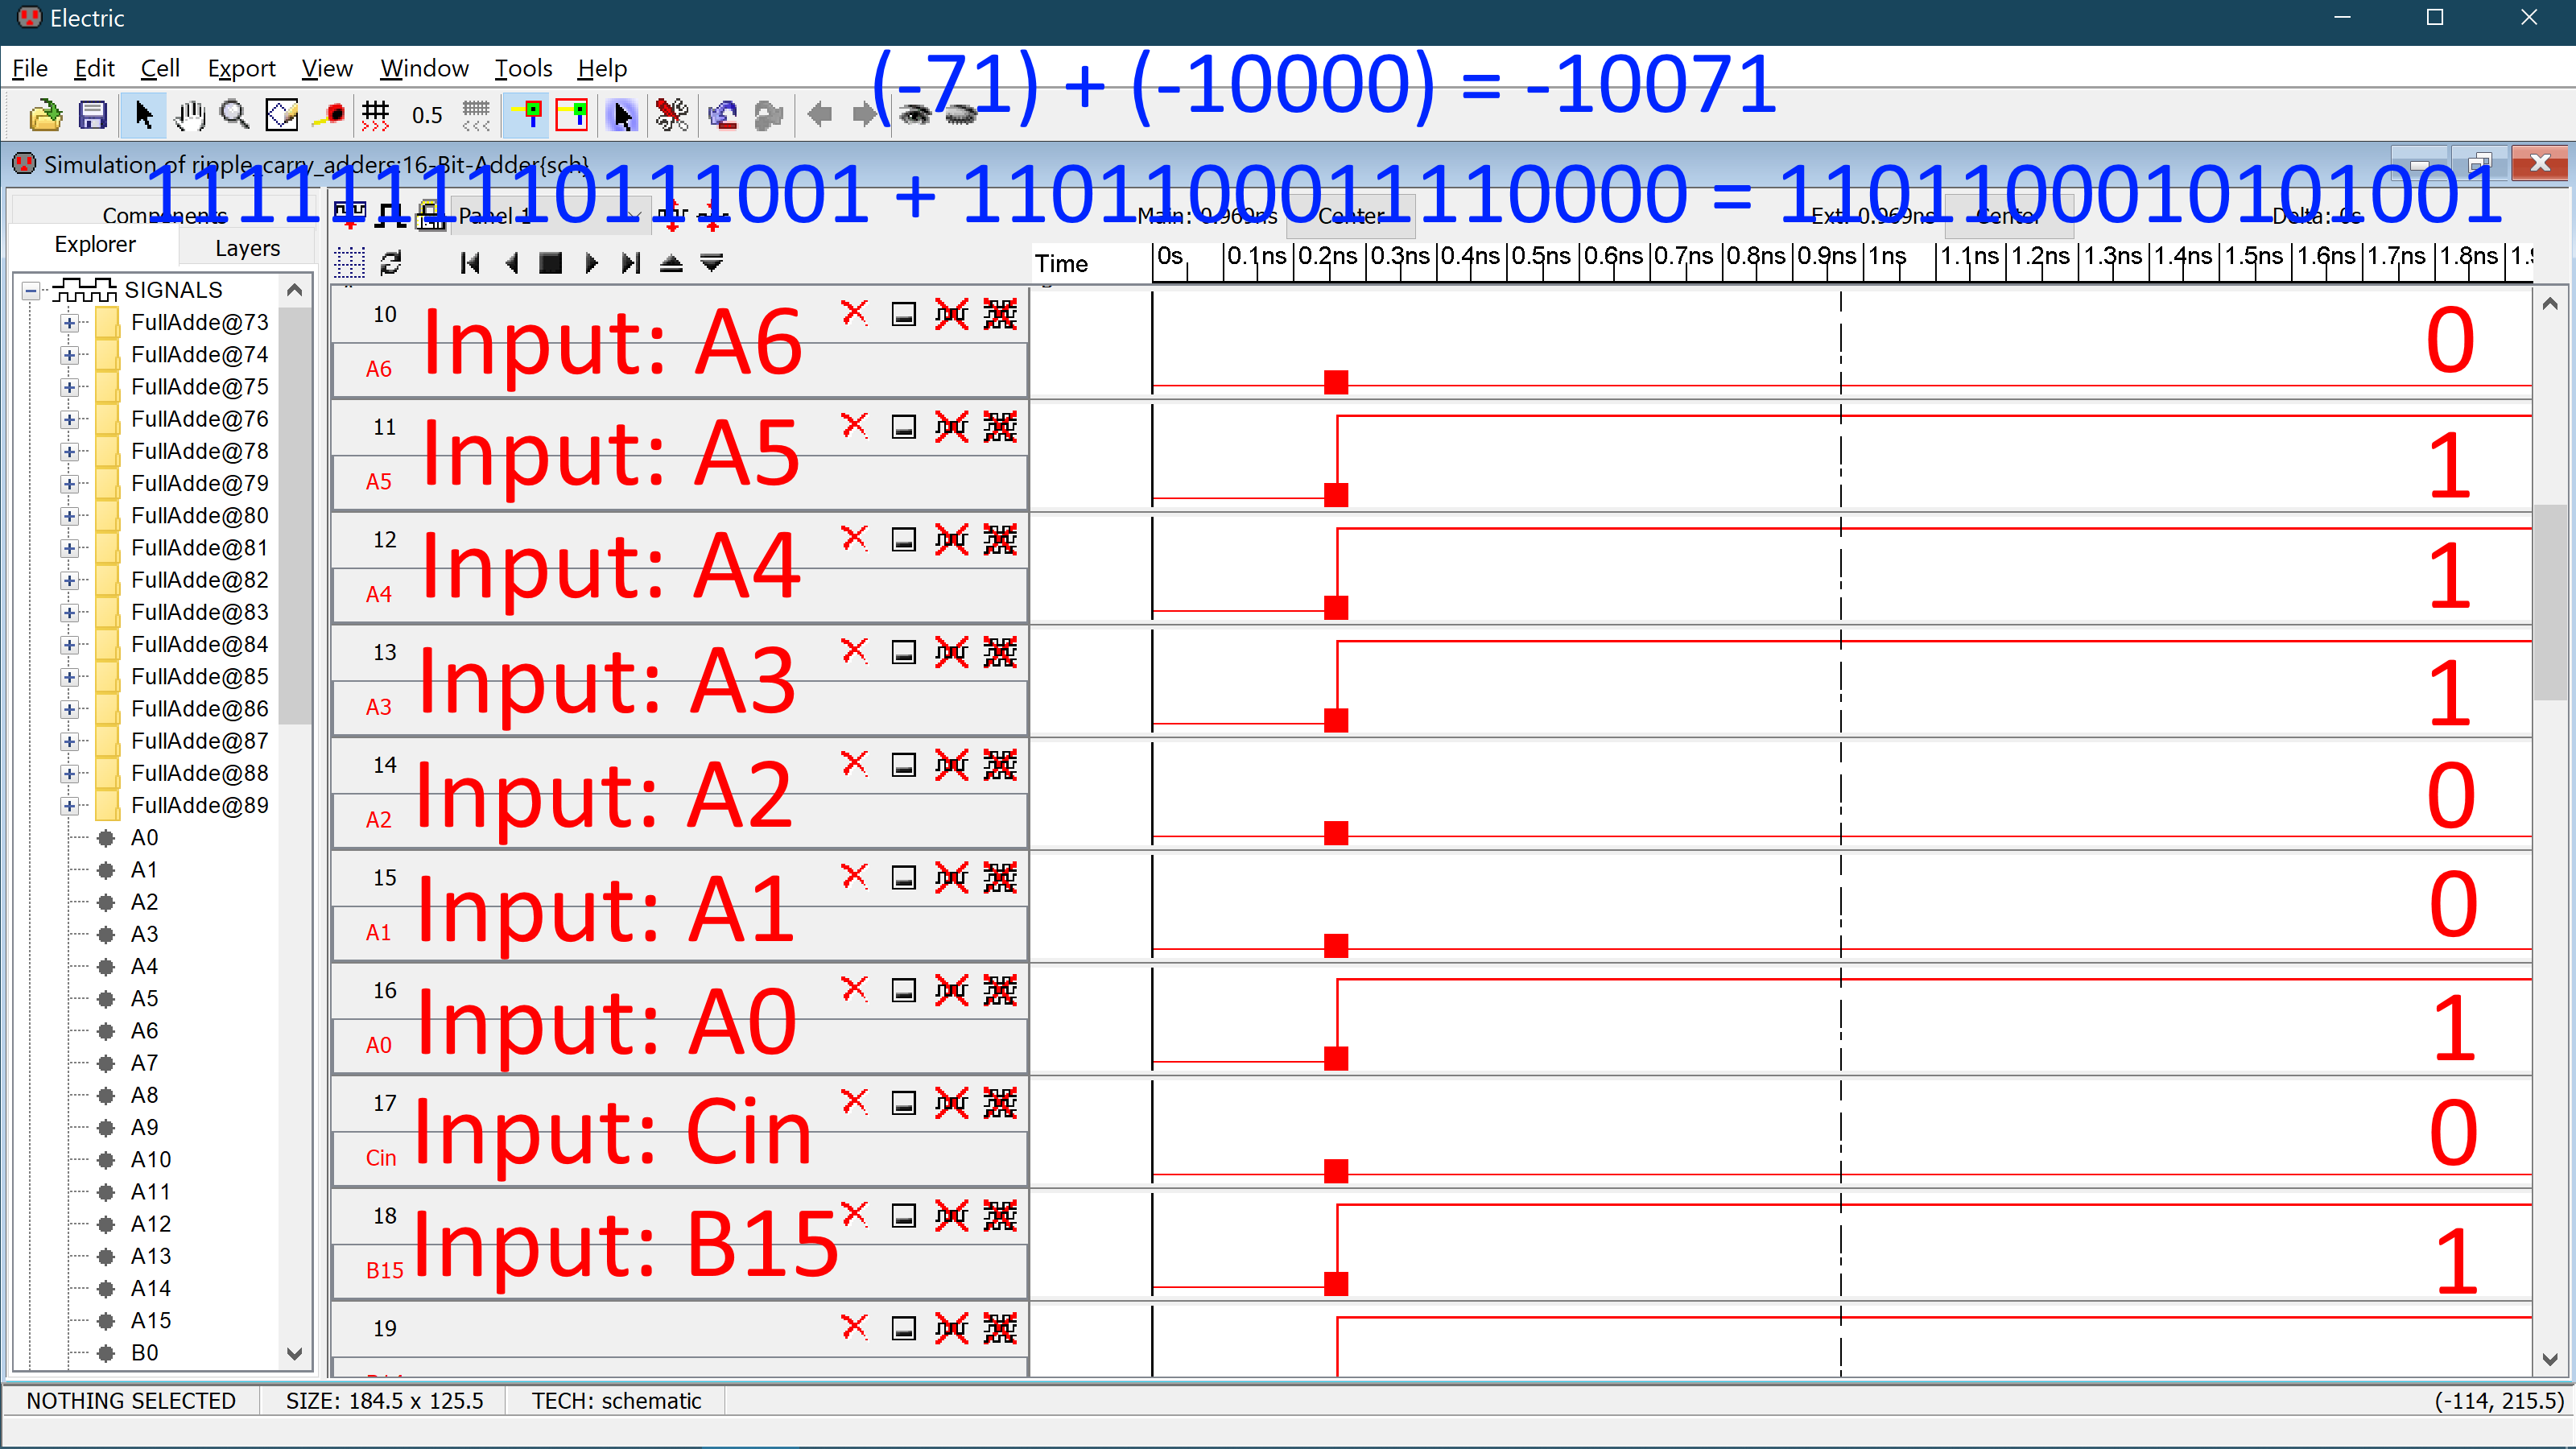 Electric
File Edit Cell Export View Window Tools Help
(-71) + (-10000) = -10071
0.5
Simulation of ripple_carry_adders:16-Bit-Adder{sch}
1111111110111001 + 1101100011110000 = 1101100010101001
Components
Explorer
Layers
Panel 1
Main: 0.969ns Center
Ext: 0.969ns Center
Delta: 0s
Time
0s 0.1ns 0.2ns 0.3ns 0.4ns 0.5ns 0.6ns 0.7ns 0.8ns 0.9ns 1ns 1.1ns 1.2ns 1.3ns 1.4ns 1.5ns 1.6ns 1.7ns 1.8ns
SIGNALS
FullAdde@73
FullAdde@74
FullAdde@75
FullAdde@76
FullAdde@78
FullAdde@79
FullAdde@80
FullAdde@81
FullAdde@82
FullAdde@83
FullAdde@84
FullAdde@85
FullAdde@86
FullAdde@87
FullAdde@88
FullAdde@89
A0
A1
A2
A3
A4
A5
A6
A7
A8
A9
A10
A11
A12
A13
A14
A15
B0
10
A6
Input: A6
0
11
A5
Input: A5
1
12
A4
Input: A4
1
13
A3
Input: A3
1
14
A2
Input: A2
0
15
A1
Input: A1
0
16
A0
Input: A0
1
17
Cin
Input: Cin
0
18
B15
Input: B15
1
19
NOTHING SELECTED
SIZE: 184.5 x 125.5
TECH: schematic
(-114, 215.5)